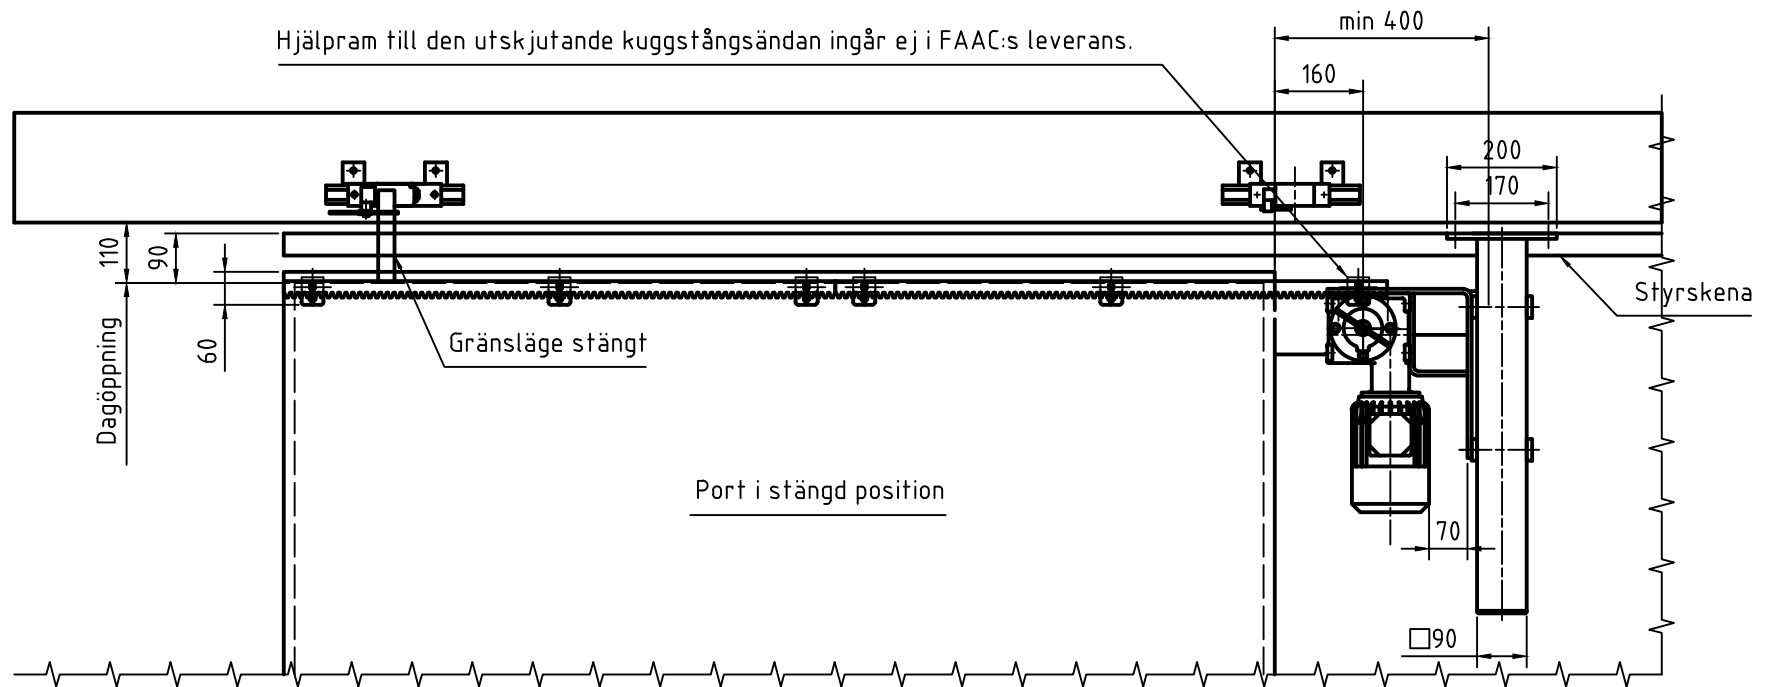 min 400
Hjälpram till den utskjutande kuggstångsändan ingår ej i FAAC:s leverans.
160
200
170
110
90
60
Dagöppning
Gränsläge stängt
Styrskena
Port i stängd position
70
□90